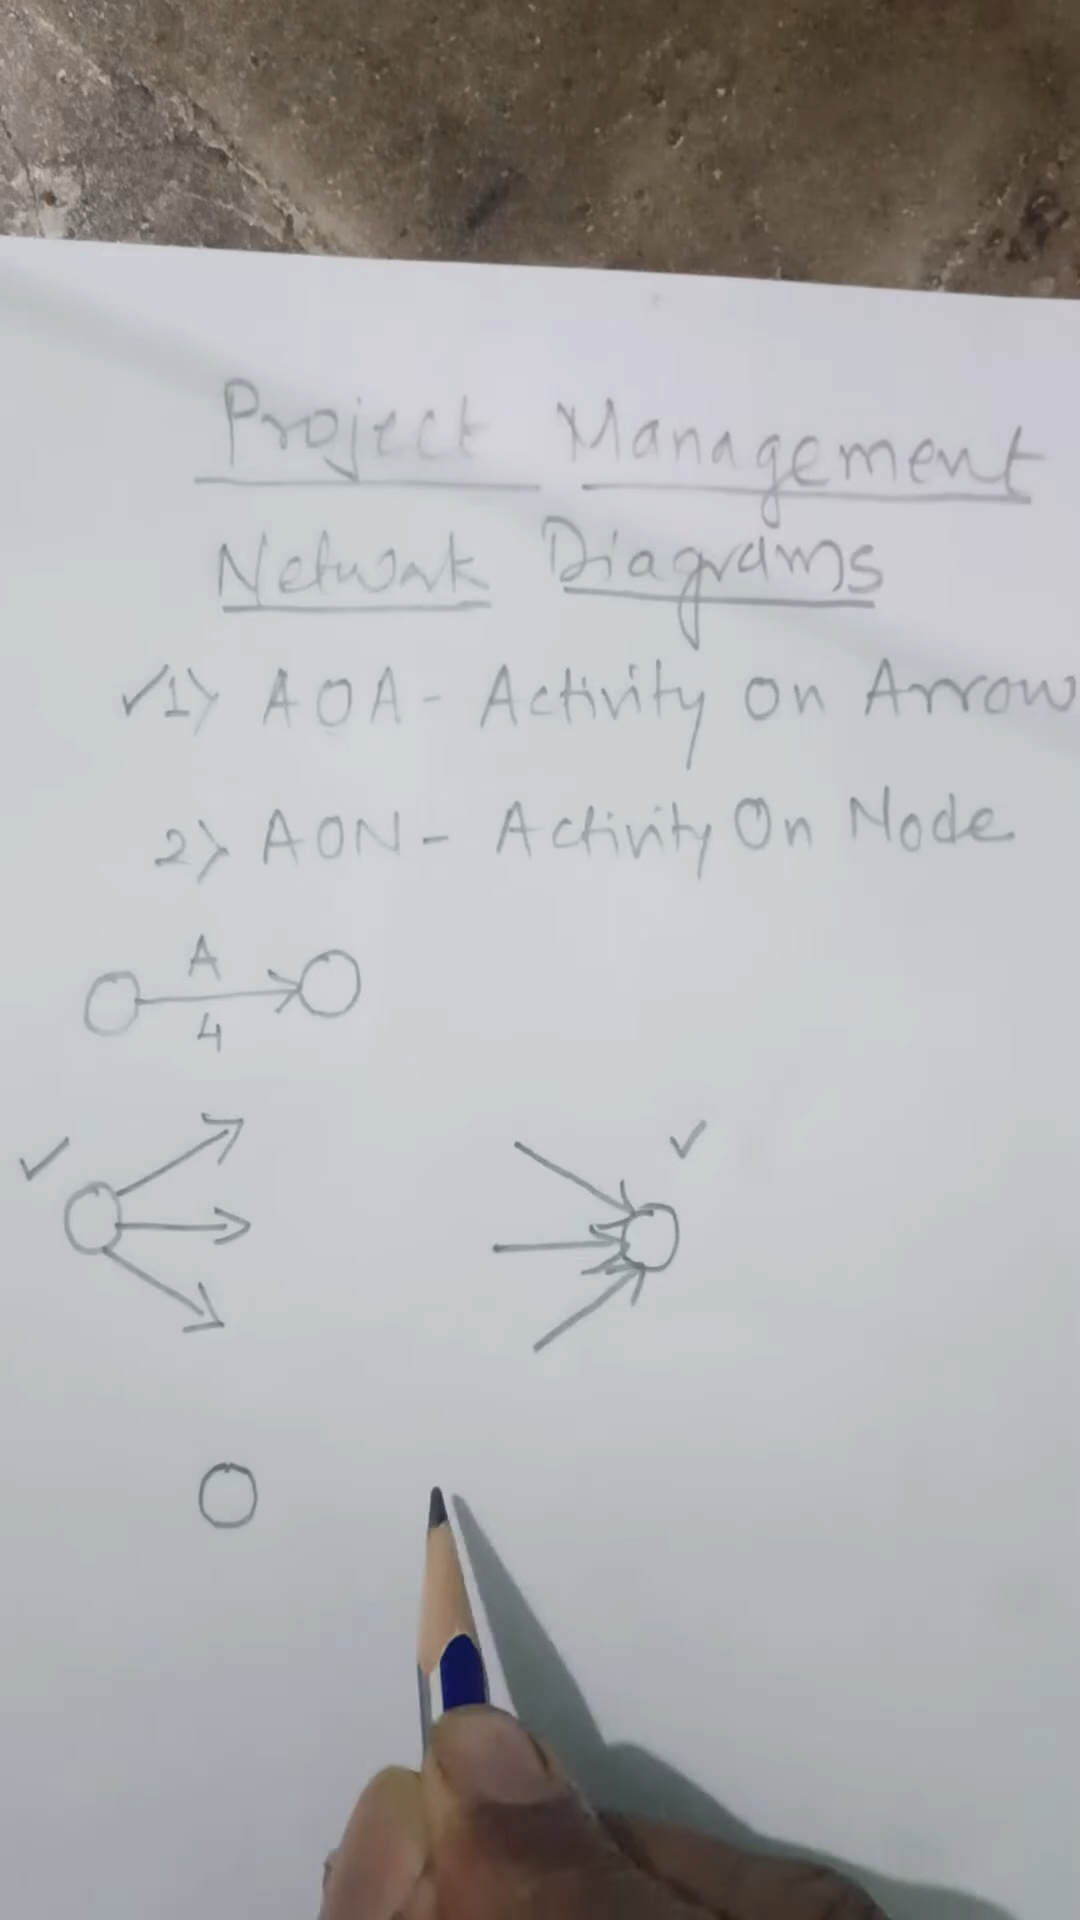 Project Management
Network Diagrams
✓1) AOA - Activity On Arrow
2) AON - Activity On Node
A
4